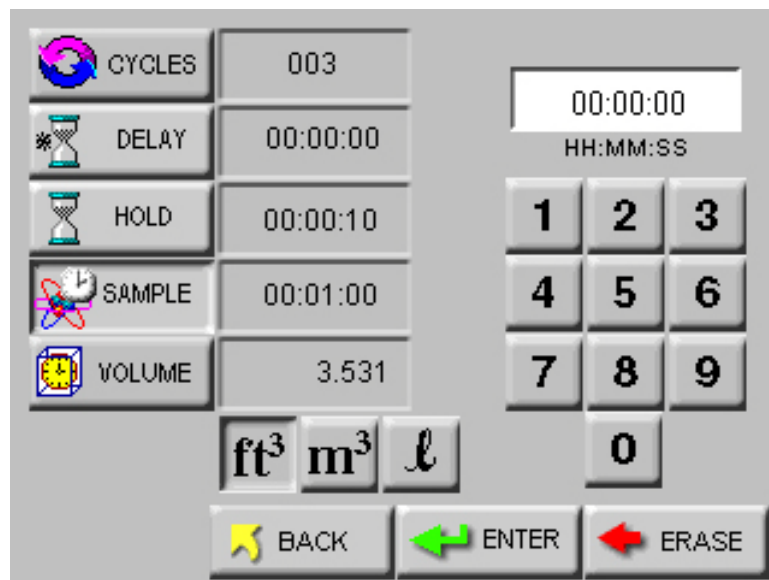 CYCLES 003
00:00:00
DELAY 00:00:00
HH:MM:SS
HOLD 00:00:10
1 2 3
SAMPLE 00:01:00
4 5 6
VOLUME 3.531
7 8 9
ft³ m³ ℓ
0
BACK ENTER ERASE